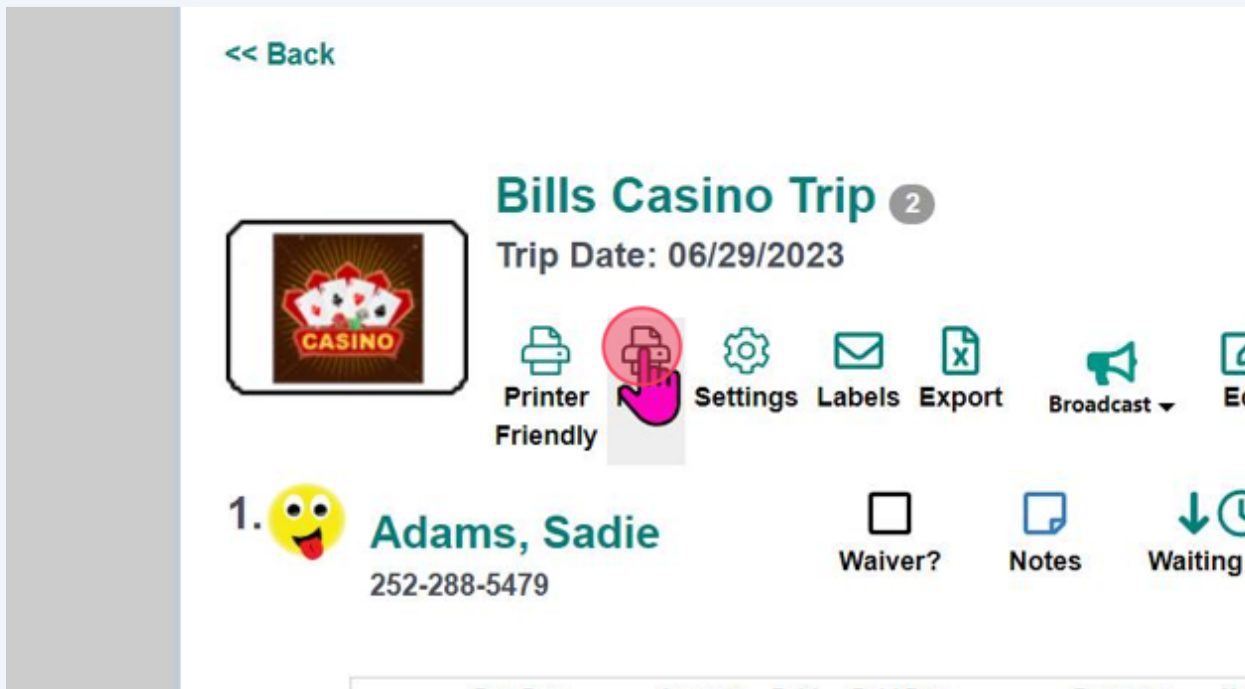 << Back
Bills Casino Trip 2
Trip Date: 06/29/2023
CASINO
Printer Friendly
Settings
Labels
Export
Broadcast
1.
Adams, Sadie
252-288-5479
Waiver?
Notes
Waiting